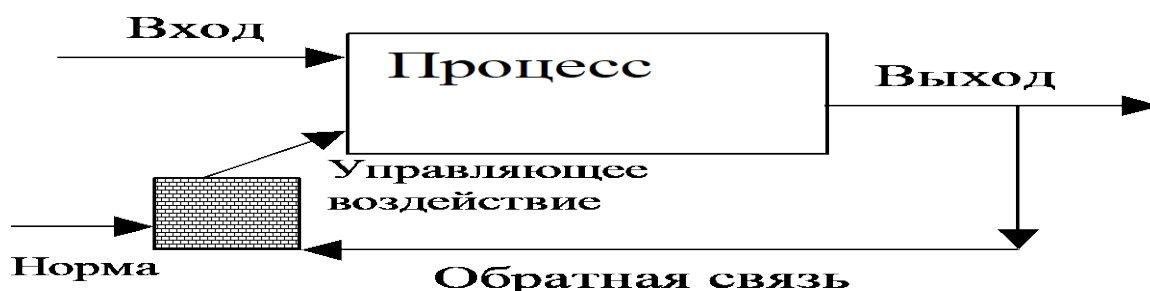 Вход
Процесс
Выход
Управляющее
воздействие
Норма
Обратная связь